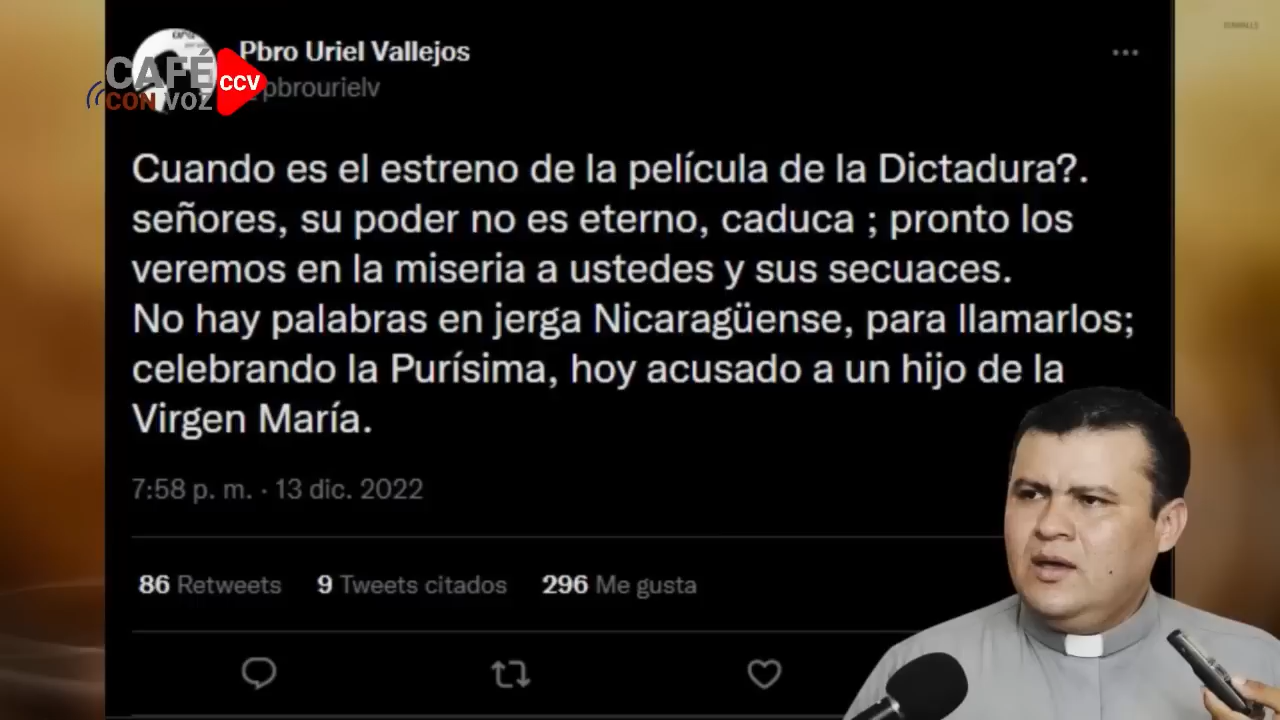 Pbro Uriel Vallejos
pbrourielv
CAFÉ
CON VOZ
CCV
Cuando es el estreno de la película de la Dictadura?.
señores, su poder no es eterno, caduca ; pronto los
veremos en la miseria a ustedes y sus secuaces.
No hay palabras en jerga Nicaragüense, para llamarlos;
celebrando la Purísima, hoy acusado a un hijo de la
Virgen María.
7:58 p. m. · 13 dic. 2022
86 Retweets 9 Tweets citados 296 Me gusta